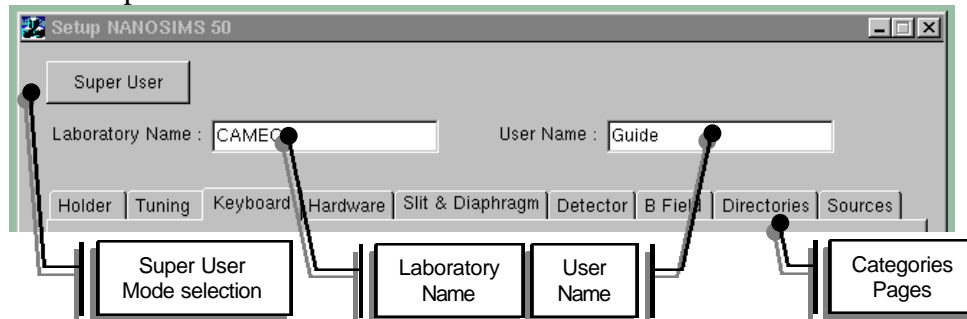 Setup NANOSIMS 50
Super User
Laboratory Name : CAMEC User Name : Guide
Holder Tuning Keyboard Hardware Slit & Diaphragm Detector B Field Directories Sources
Super User Mode selection
Laboratory Name
User Name
Categories Pages